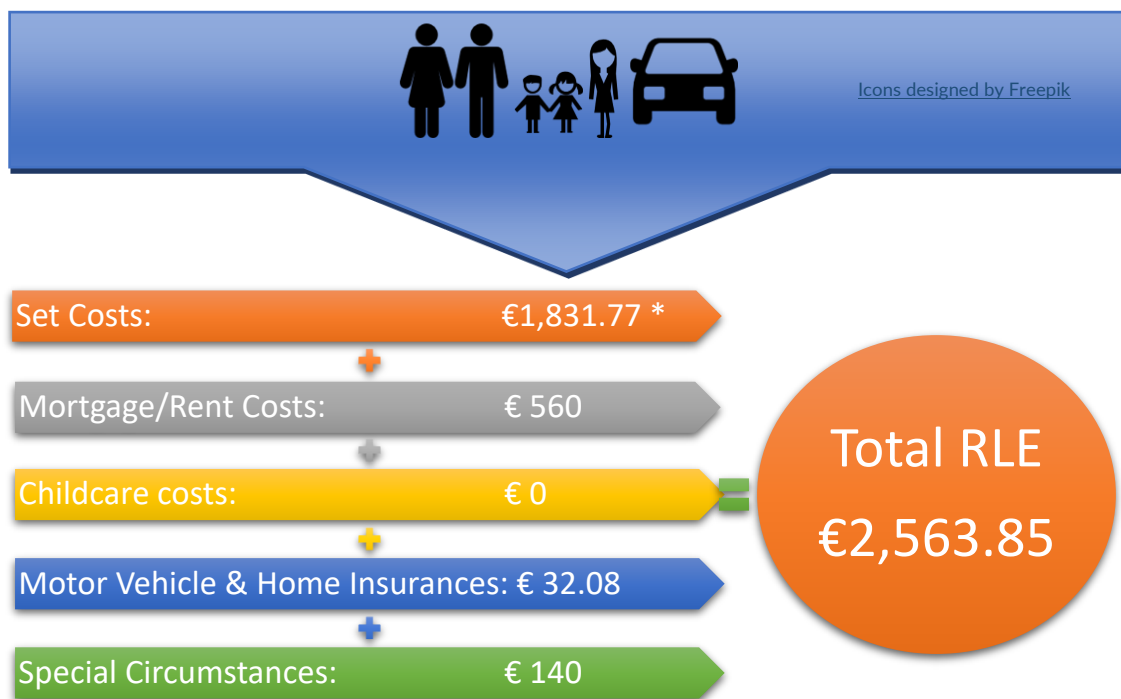 Icons designed by Freepik
Set Costs: €1,831.77 *
Mortgage/Rent Costs: € 560
Childcare costs: € 0
Motor Vehicle & Home Insurances: € 32.08
Special Circumstances: € 140
Total RLE
€2,563.85